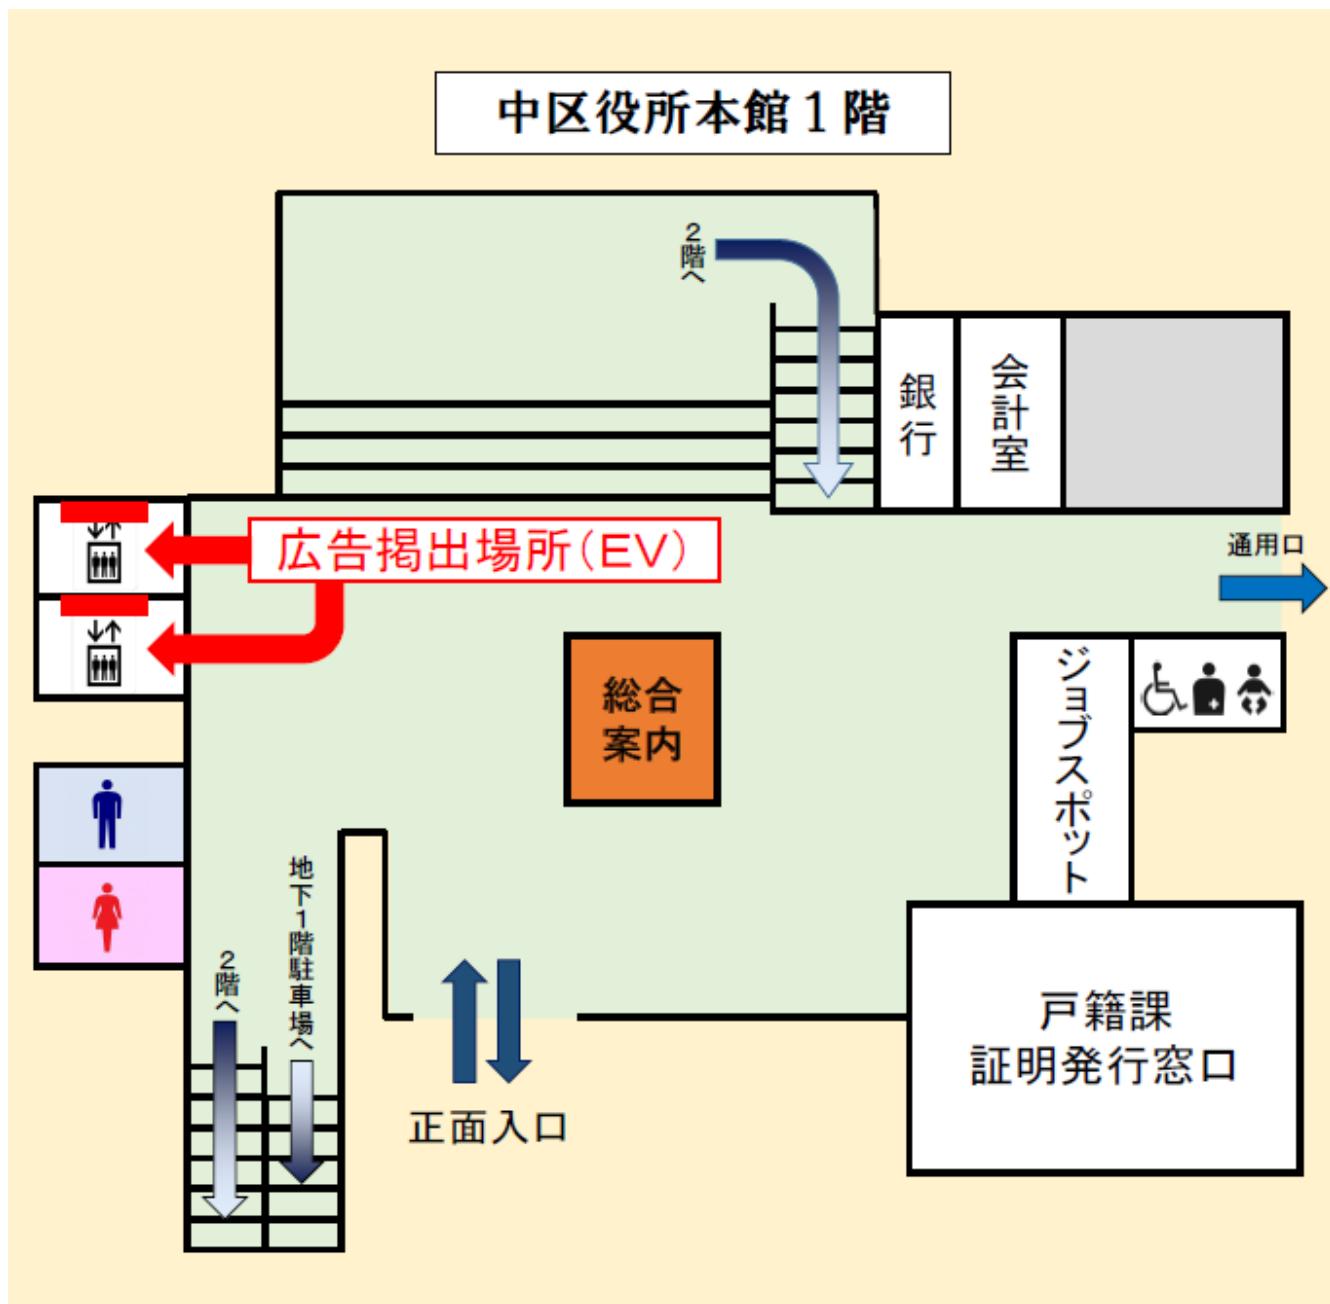 中区役所本館１階
２階へ
銀行
会計室
通用口
広告掲出場所（ＥＶ）
総合
案内
ジョブスポット
地下１階駐車場へ
２階へ
戸籍課
証明発行窓口
正面入口